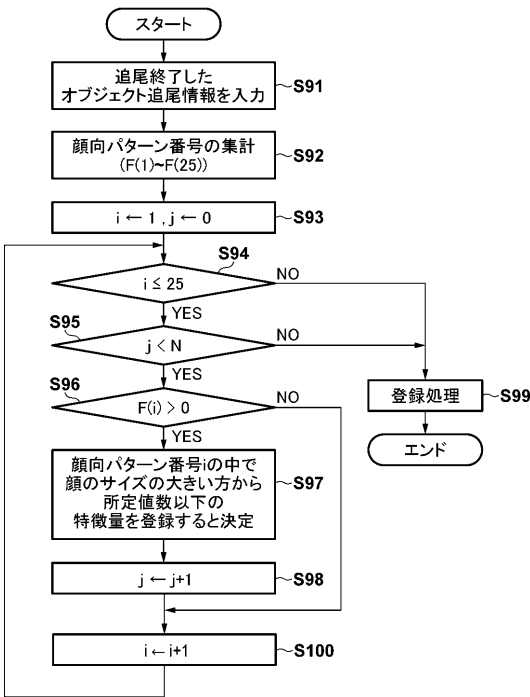 スタート
追尾終了した
オブジェクト追尾情報を入力
S91
顔向パターン番号の集計
(F(1)~F(25))
S92
i ← 1 , j ← 0
S93
S94
i ≤ 25
NO
YES
S95
j < N
NO
YES
S96
F(i) > 0
NO
YES
登録処理
S99
エンド
顔向パターン番号iの中で
顔のサイズの大きい方から
所定値数以下の
特徴量を登録すると決定
S97
j ← j+1
S98
i ← i+1
S100